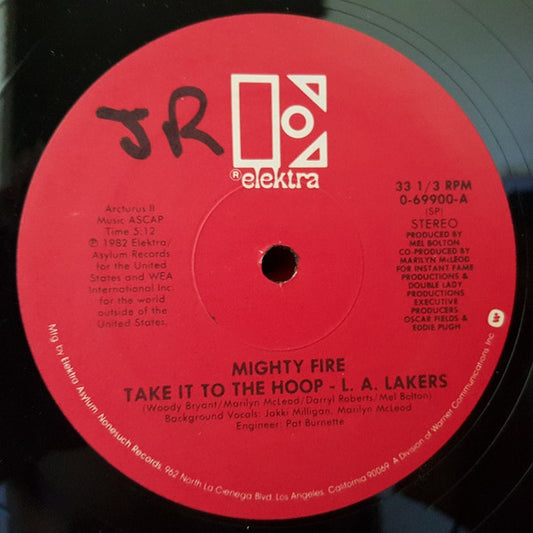 JR
® elektra
Arcturus II
Music ASCAP
Time 5:12
℗ 1982 Elektra/
Asylum Records
for the United
States and WEA
International Inc.
for the world
outside of the
United States.
33 1/3 RPM
0-69900-A
(SP)
STEREO
PRODUCED BY
MEL BOLTON
CO-PRODUCED BY
MARILYN McLEOD
FOR INSTANT FAME
PRODUCTIONS &
DOUBLE LADY
PRODUCTIONS
EXECUTIVE
PRODUCERS
OSCAR FIELDS &
EDDIE PUGH
MIGHTY FIRE
TAKE IT TO THE HOOP - L. A. LAKERS
(Woody Bryant/Marilyn McLeod/Darryl Roberts/Mel Bolton)
Background Vocals: Jakki Milligan, Marilyn McLeod
Engineer: Pat Burnette
Mfg by Elektra Asylum Nonesuch Records, 962 North La Cienega Blvd. Los Angeles, California 90069. A Division of Warner Communications Inc.